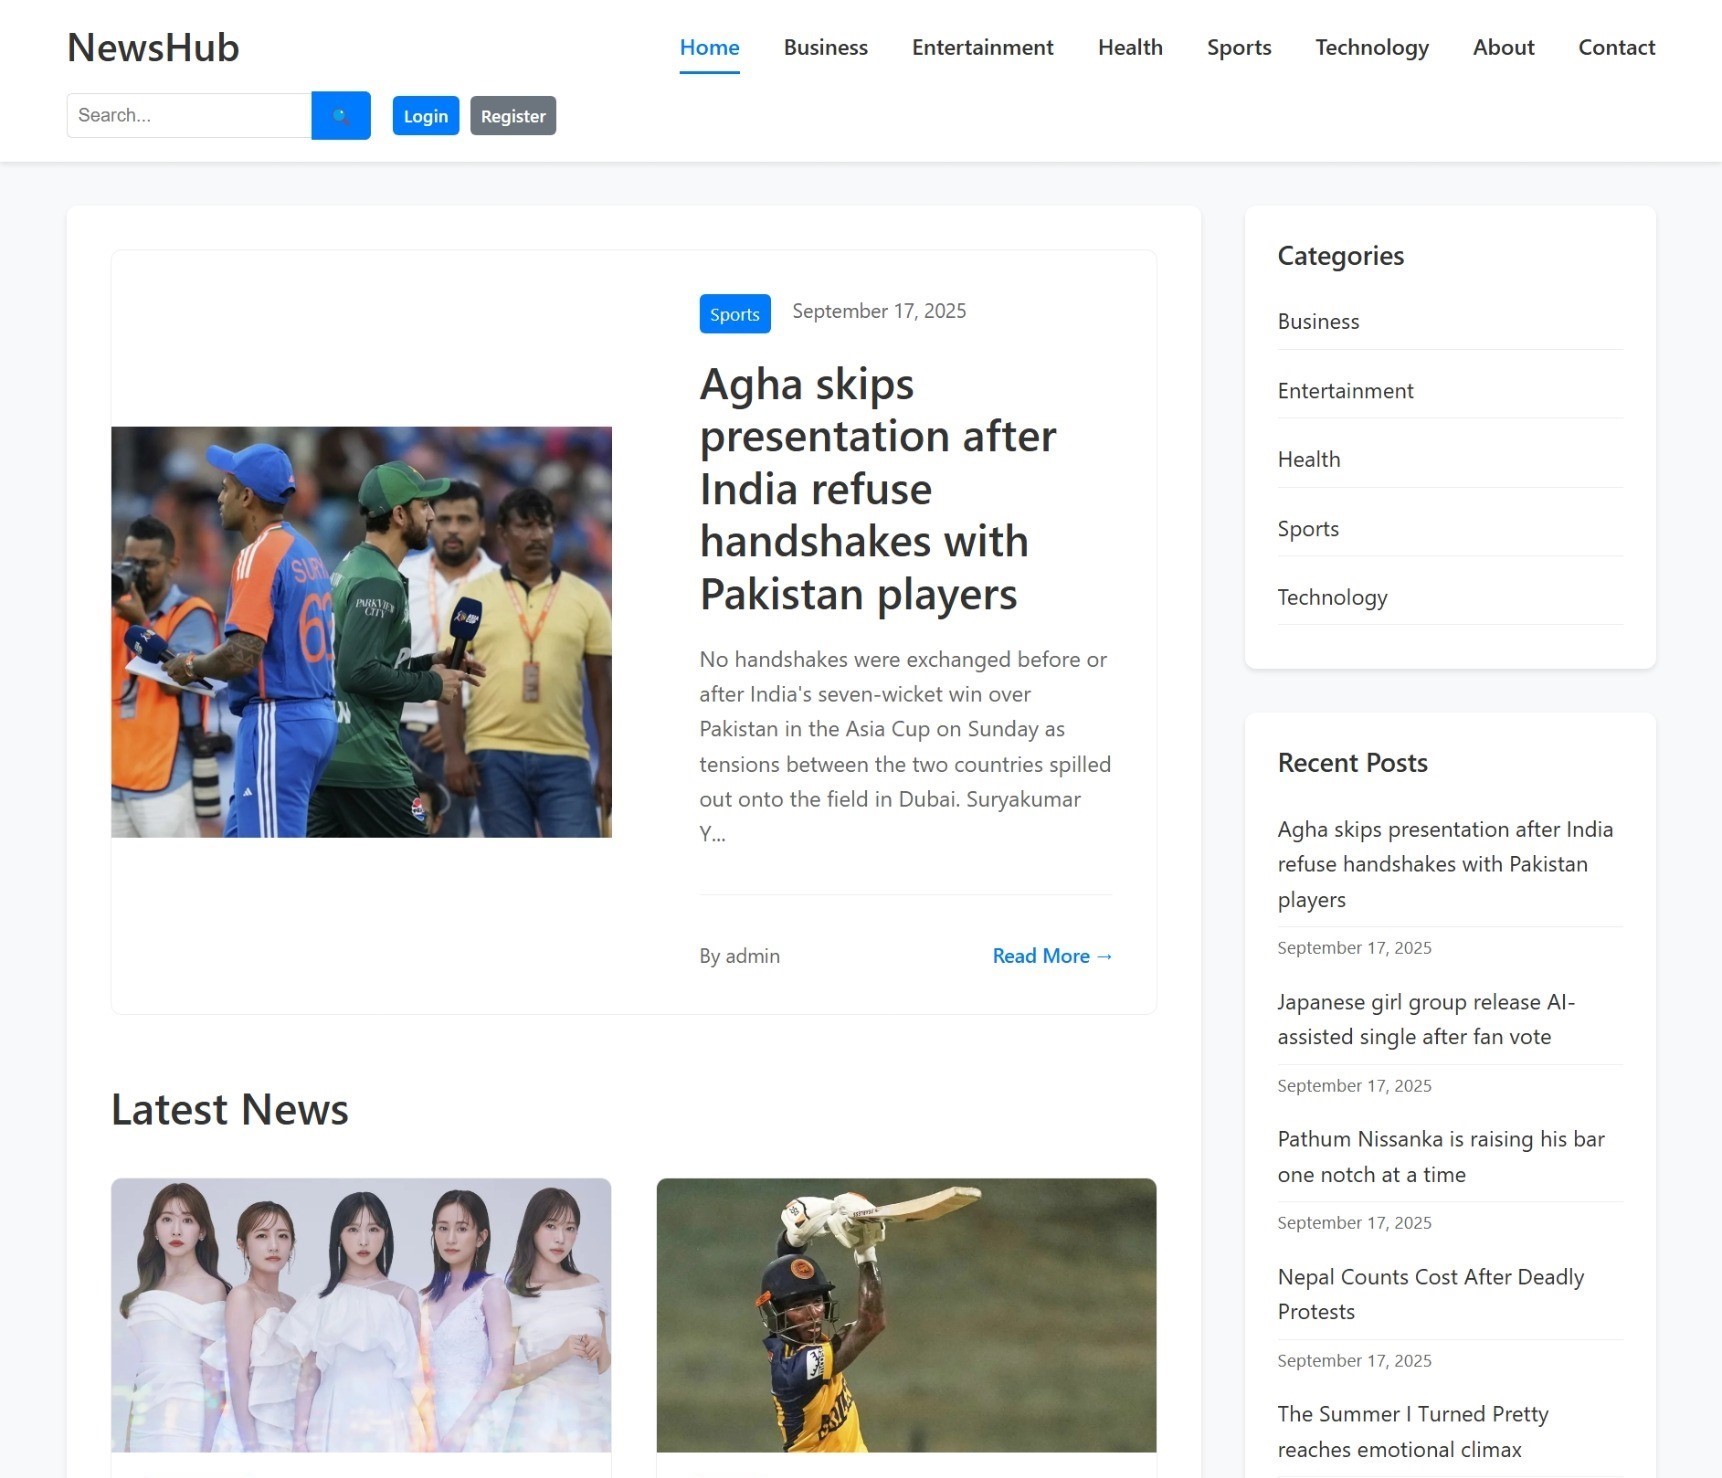 NewsHub
Home Business Entertainment Health Sports Technology About Contact
Search...
Login Register
Sports September 17, 2025
Agha skips
presentation after
India refuse
handshakes with
Pakistan players
No handshakes were exchanged before or
after India's seven-wicket win over
Pakistan in the Asia Cup on Sunday as
tensions between the two countries spilled
out onto the field in Dubai. Suryakumar
Y...
By admin Read More →
PARKVIEW
CITY
Latest News
Categories
Business
Entertainment
Health
Sports
Technology
Recent Posts
Agha skips presentation after India
refuse handshakes with Pakistan
players
September 17, 2025
Japanese girl group release AI-
assisted single after fan vote
September 17, 2025
Pathum Nissanka is raising his bar
one notch at a time
September 17, 2025
Nepal Counts Cost After Deadly
Protests
September 17, 2025
The Summer I Turned Pretty
reaches emotional climax